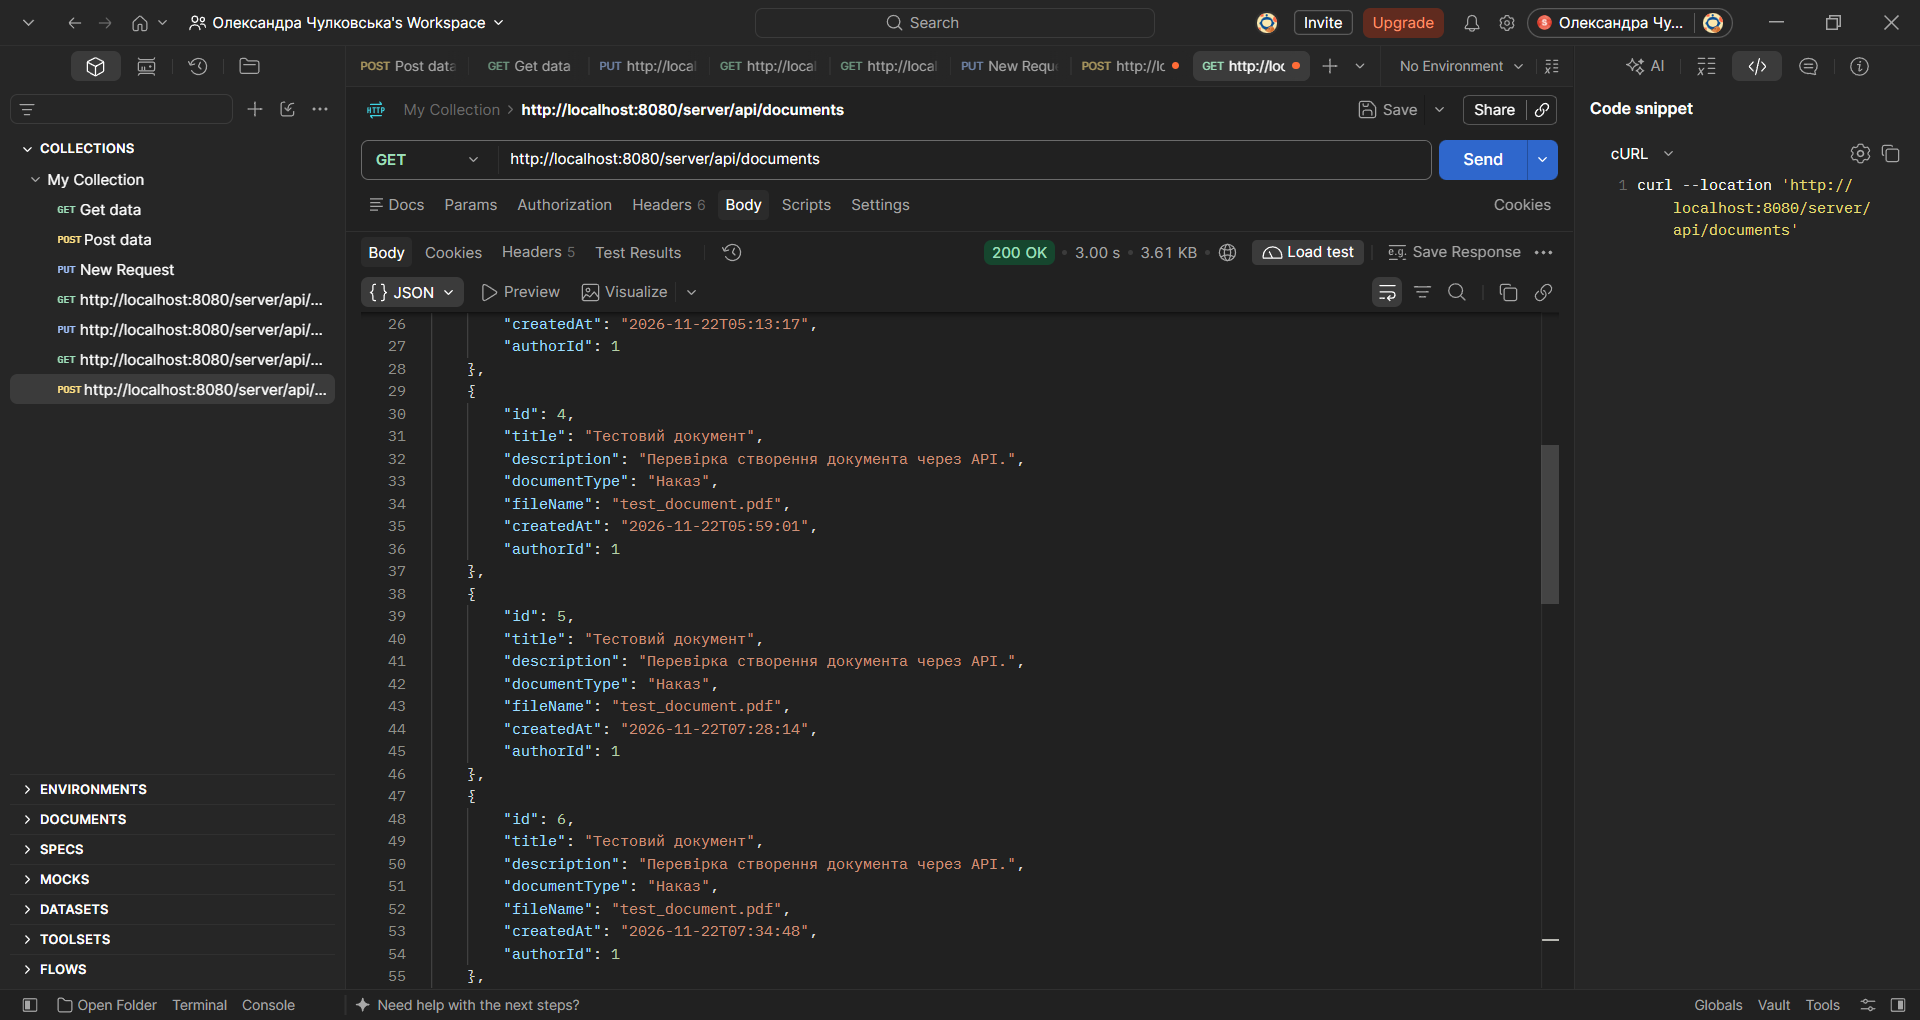 Олександра Чулковська's Workspace
Search
Invite
Upgrade
Олександра Чу...
POST Post data
GET Get data
PUT http://local
GET http://local
GET http://local
PUT New Requ
POST http://lo
GET http://loc
No Environment
AI
My Collection > http://localhost:8080/server/api/documents
Save
Share
Code snippet
COLLECTIONS
My Collection
GET Get data
POST Post data
PUT New Request
GET http://localhost:8080/server/api/...
PUT http://localhost:8080/server/api/...
GET http://localhost:8080/server/api/...
POST http://localhost:8080/server/api/...
ENVIRONMENTS
DOCUMENTS
SPECS
MOCKS
DATASETS
TOOLSETS
FLOWS
GET http://localhost:8080/server/api/documents
Send
Docs Params Authorization Headers 6 Body Scripts Settings Cookies
Body Cookies Headers 5 Test Results
200 OK • 3.00 s • 3.61 KB
Load test
e.g. Save Response
{} JSON
Preview
Visualize
26 "createdAt": "2026-11-22T05:13:17",
27 "authorId": 1
28 },
29 {
30 "id": 4,
31 "title": "Тестовий документ",
32 "description": "Перевірка створення документа через API.",
33 "documentType": "Наказ",
34 "fileName": "test_document.pdf",
35 "createdAt": "2026-11-22T05:59:01",
36 "authorId": 1
37 },
38 {
39 "id": 5,
40 "title": "Тестовий документ",
41 "description": "Перевірка створення документа через API.",
42 "documentType": "Наказ",
43 "fileName": "test_document.pdf",
44 "createdAt": "2026-11-22T07:28:14",
45 "authorId": 1
46 },
47 {
48 "id": 6,
49 "title": "Тестовий документ",
50 "description": "Перевірка створення документа через API.",
51 "documentType": "Наказ",
52 "fileName": "test_document.pdf",
53 "createdAt": "2026-11-22T07:34:48",
54 "authorId": 1
55 },
cURL
1 curl --location 'http://
localhost:8080/server/
api/documents'
Open Folder
Terminal
Console
Need help with the next steps?
Globals
Vault
Tools